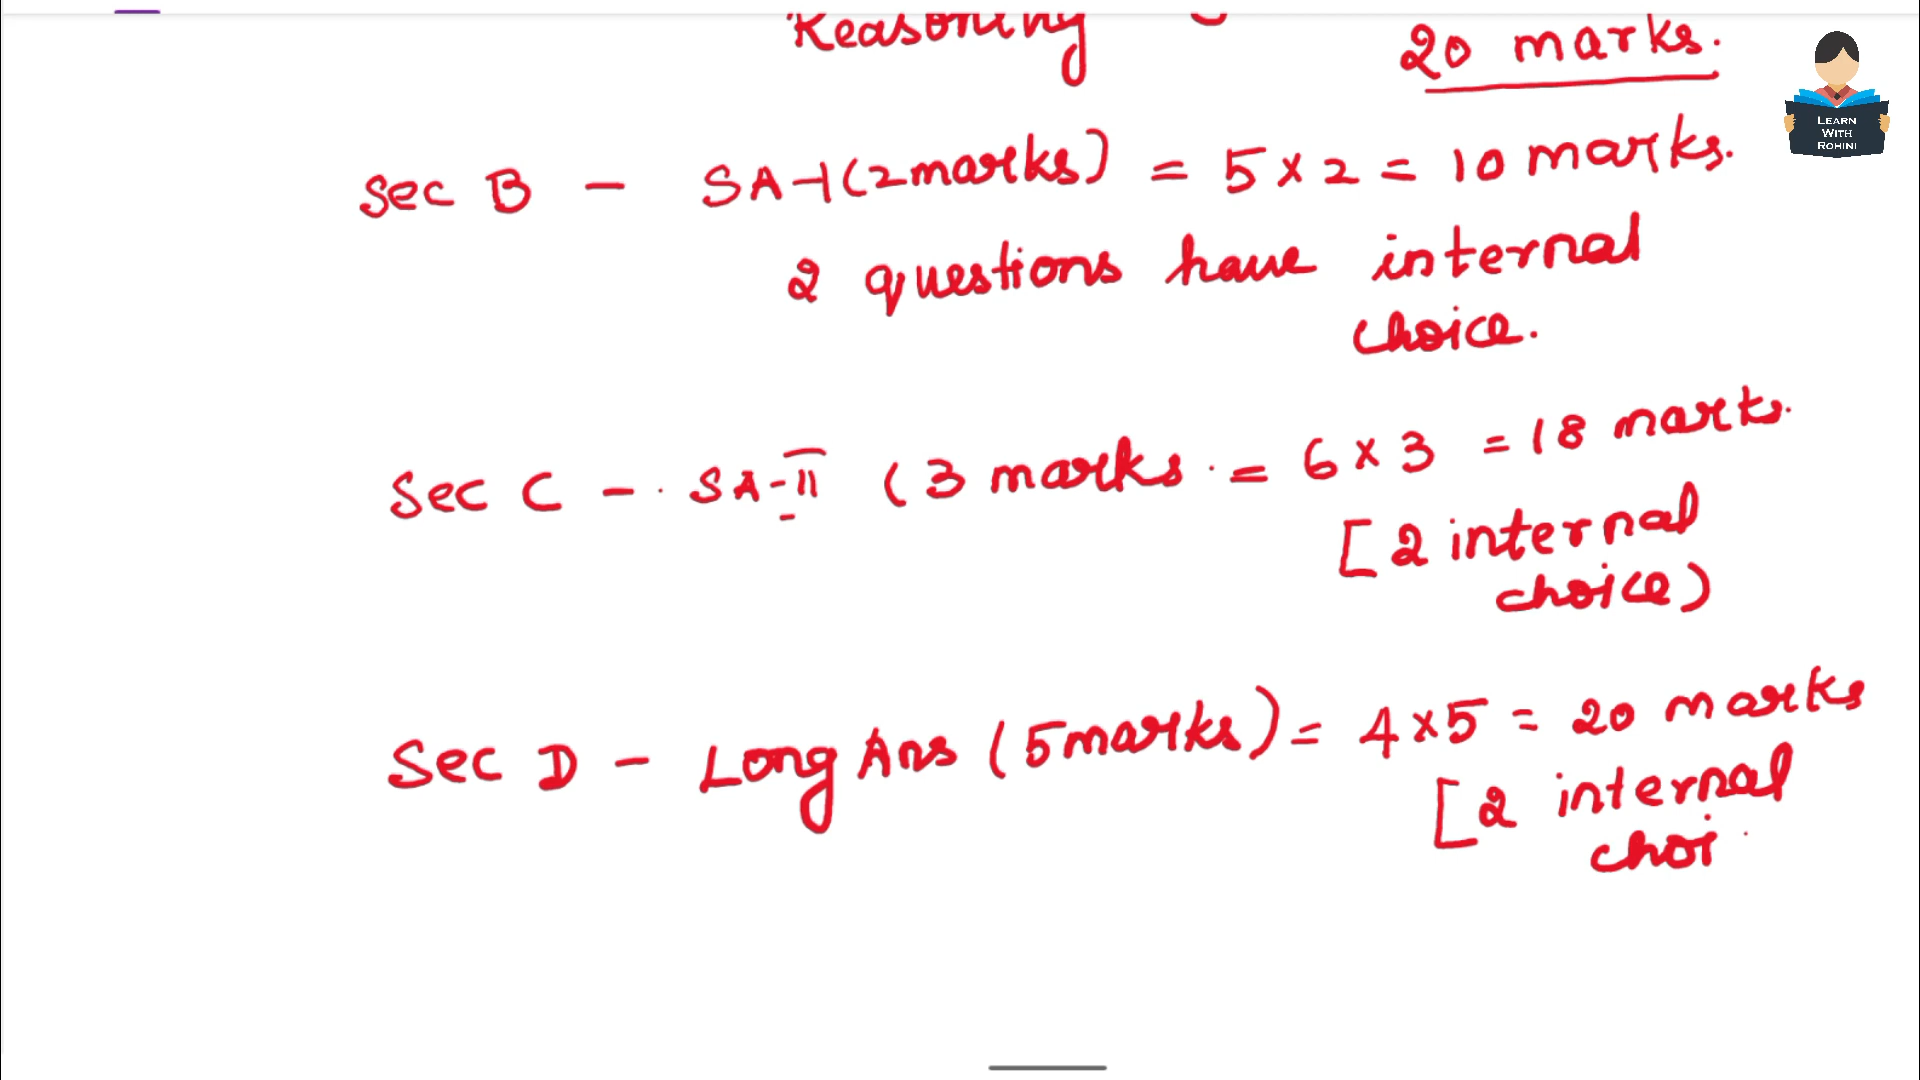 Reasoning
20 marks.
LEARN
WITH
ROHINI
Sec B - SA-I (2 marks) = 5 x 2 = 10 marks.
2 questions have internal
choice.
Sec C - SA-II (3 marks = 6 x 3 = 18 marks.
[2 internal
choice)
Sec D - Long Ans (5 marks) = 4 x 5 = 20 marks
[2 internal
choi